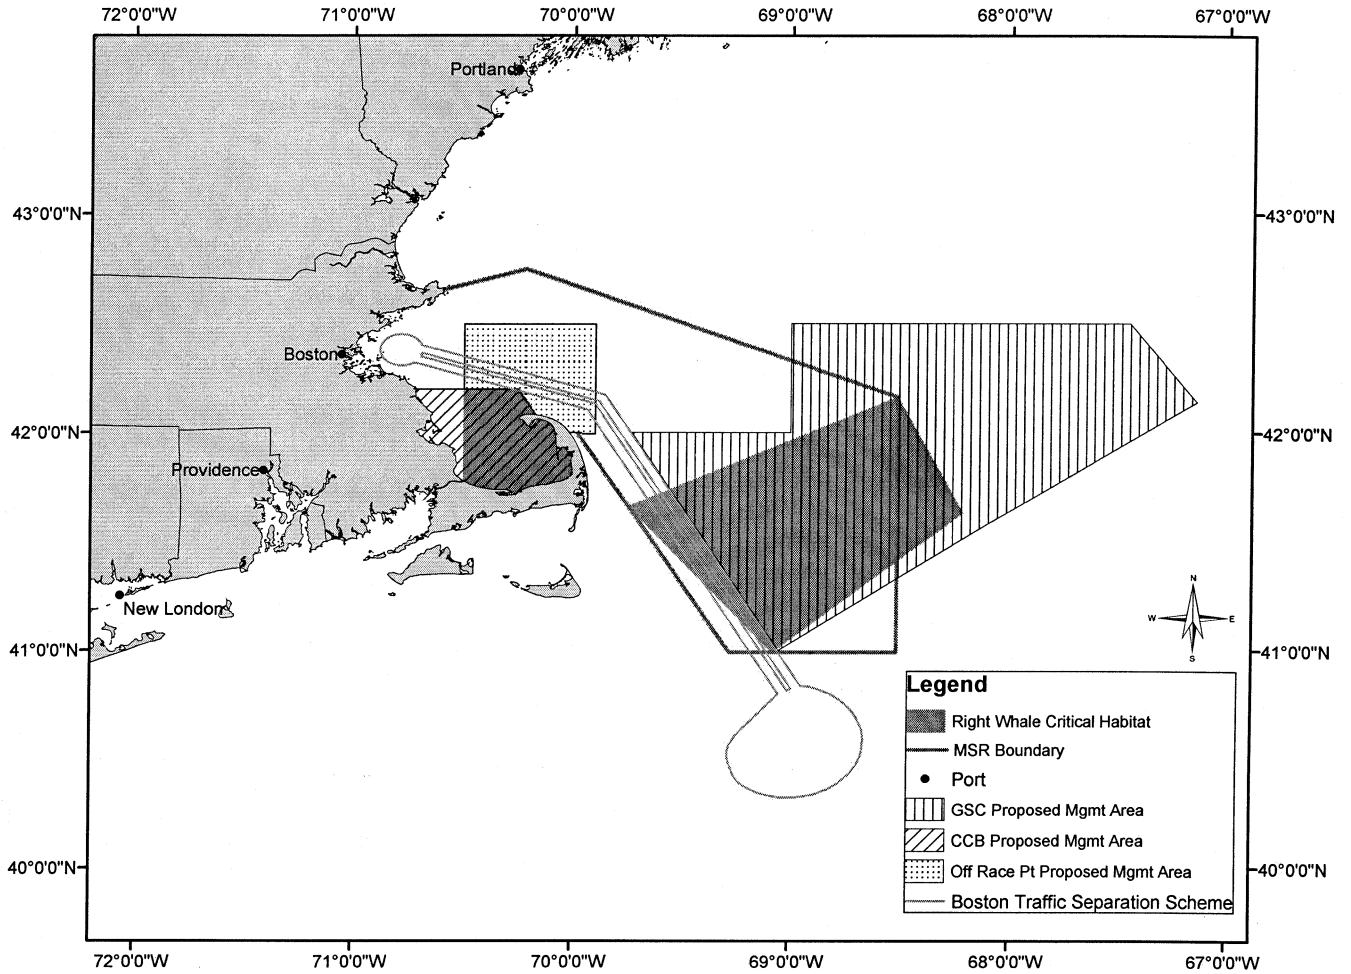 72°0'0"W 71°0'0"W 70°0'0"W 69°0'0"W 68°0'0"W 67°0'0"W
Portland
43°0'0"N 43°0'0"N
Boston
42°0'0"N 42°0'0"N
Providence
New London
N
W E
S
41°0'0"N 41°0'0"N
Legend
Right Whale Critical Habitat
MSR Boundary
Port
GSC Proposed Mgmt Area
CCB Proposed Mgmt Area
Off Race Pt Proposed Mgmt Area
Boston Traffic Separation Scheme
40°0'0"N 40°0'0"N
72°0'0"W 71°0'0"W 70°0'0"W 69°0'0"W 68°0'0"W 67°0'0"W